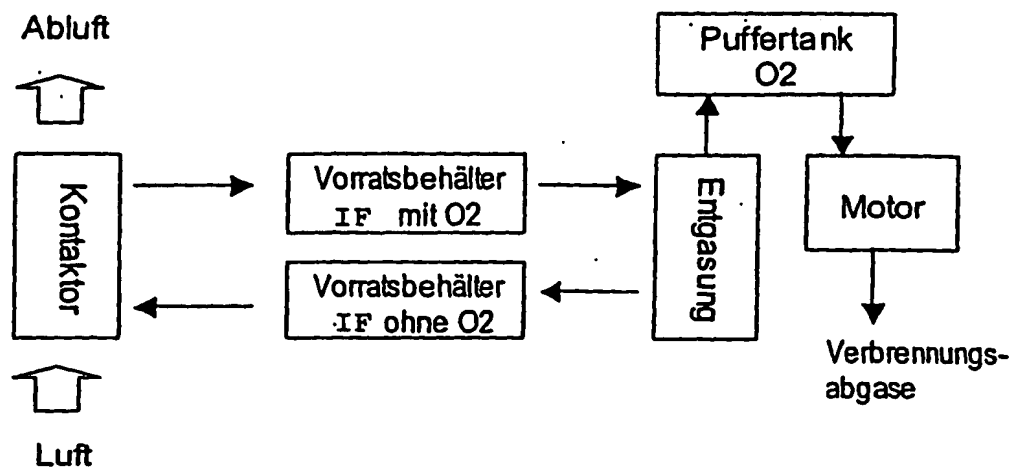 Abluft
Puffertank
O2
Kontaktor
Vorratsbehälter
IF mit O2
Vorratsbehälter
IF ohne O2
Entgasung
Motor
Verbrennungs-
abgase
Luft